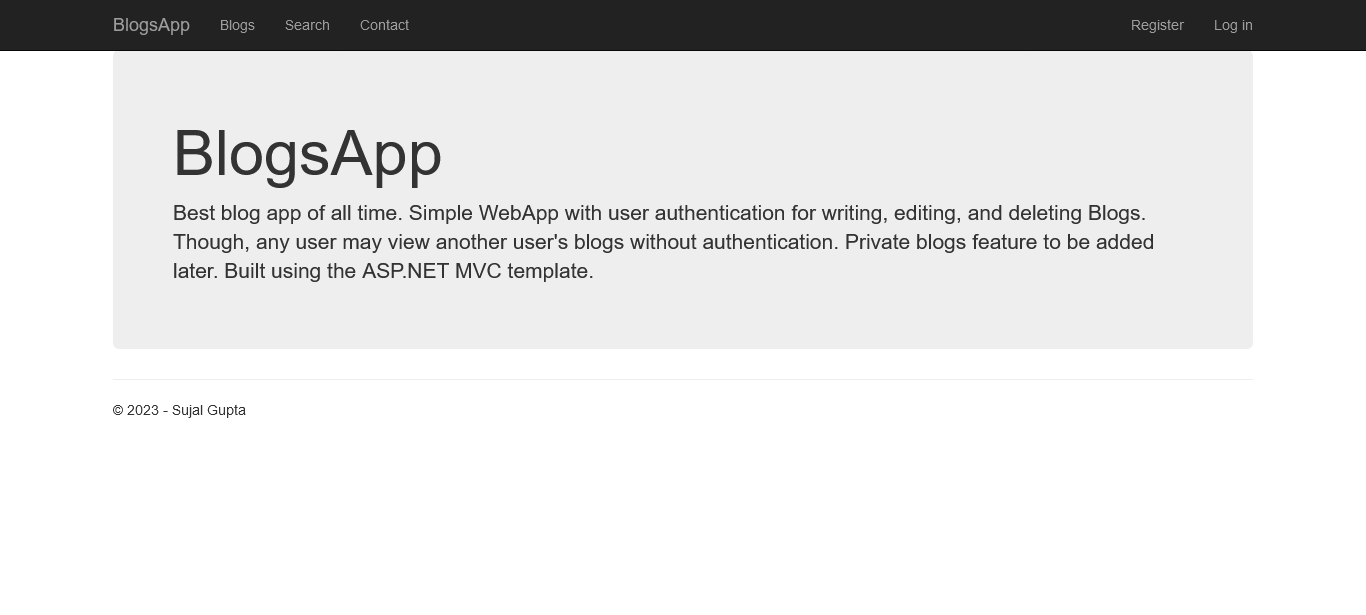 BlogsApp Blogs Search Contact Register Log in
BlogsApp
Best blog app of all time. Simple WebApp with user authentication for writing, editing, and deleting Blogs.
Though, any user may view another user's blogs without authentication. Private blogs feature to be added
later. Built using the ASP.NET MVC template.
© 2023 - Sujal Gupta